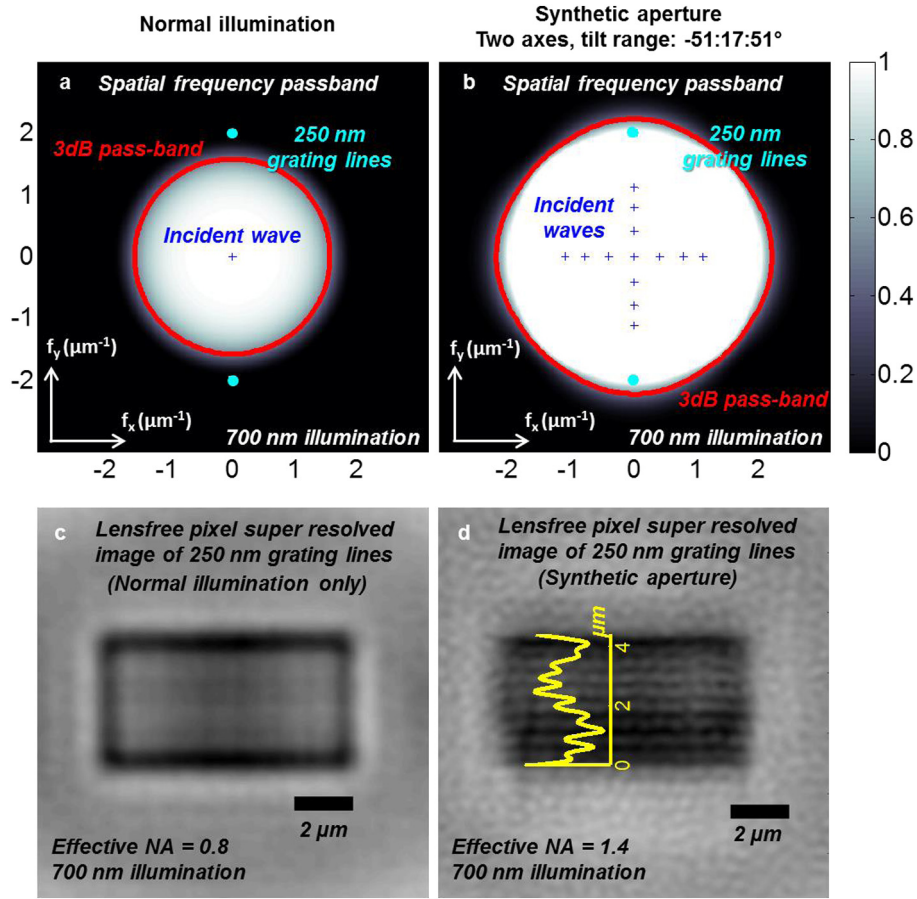 Normal illumination
Synthetic aperture
Two axes, tilt range: -51:17:51°
a
Spatial frequency passband
3dB pass-band
250 nm
grating lines
Incident wave
2
1
0
-1
-2
fy (µm⁻¹)
fx (µm⁻¹)
700 nm illumination
-2 -1 0 1 2
b
Spatial frequency passband
250 nm
grating lines
Incident
waves
3dB pass-band
fy (µm⁻¹)
fx (µm⁻¹)
700 nm illumination
-2 -1 0 1 2
1
0.8
0.6
0.4
0.2
0
c
Lensfree pixel super resolved
image of 250 nm grating lines
(Normal illumination only)
2 µm
Effective NA = 0.8
700 nm illumination
d
Lensfree pixel super resolved
image of 250 nm grating lines
(Synthetic aperture)
µm
4
2
0
2 µm
Effective NA = 1.4
700 nm illumination